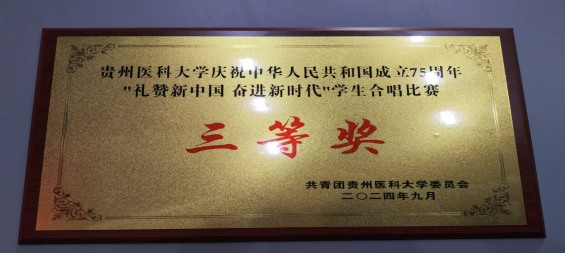 贵州医科大学庆祝中华人民共和国成立75周年
"礼赞新中国 奋进新时代"学生合唱比赛
三等奖
共青团贵州医科大学委员会
二〇二四年九月